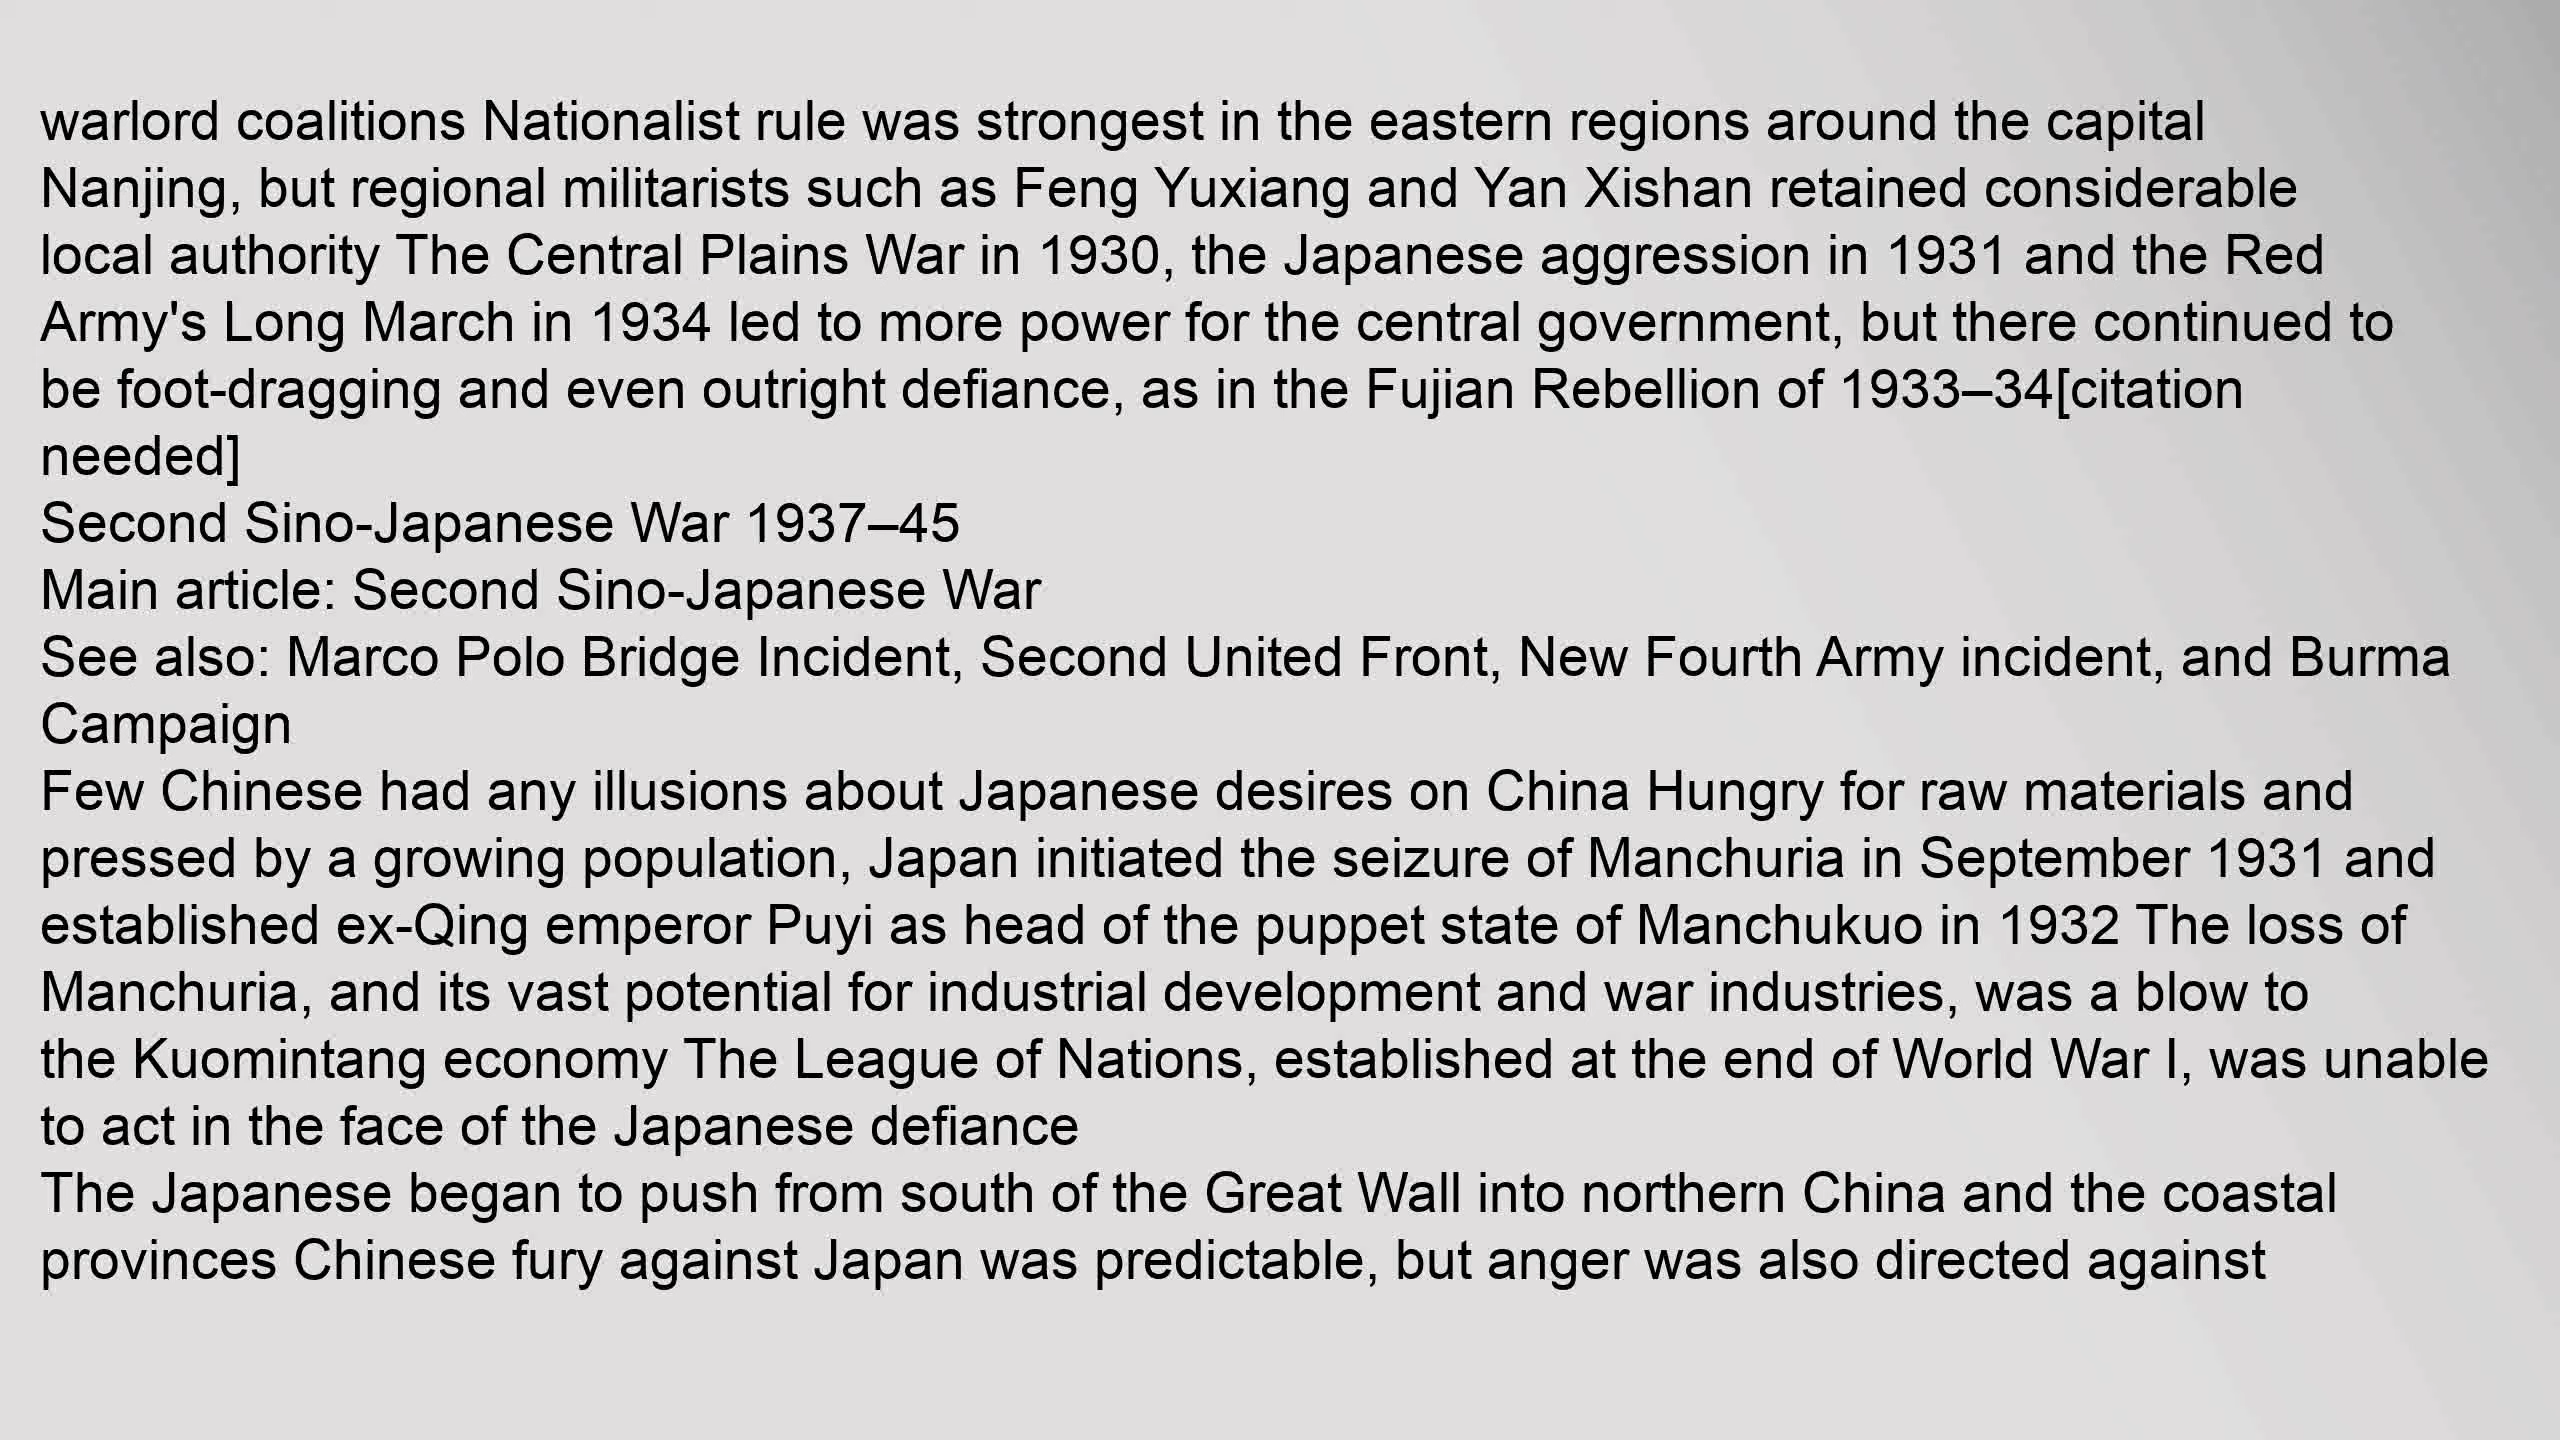 warlord coalitions Nationalist rule was strongest in the eastern regions around the capital
Nanjing, but regional militarists such as Feng Yuxiang and Yan Xishan retained considerable
local authority The Central Plains War in 1930, the Japanese aggression in 1931 and the Red
Army's Long March in 1934 led to more power for the central government, but there continued to
be foot-dragging and even outright defiance, as in the Fujian Rebellion of 1933–34[citation
needed]
Second Sino-Japanese War 1937–45
Main article: Second Sino-Japanese War
See also: Marco Polo Bridge Incident, Second United Front, New Fourth Army incident, and Burma
Campaign
Few Chinese had any illusions about Japanese desires on China Hungry for raw materials and
pressed by a growing population, Japan initiated the seizure of Manchuria in September 1931 and
established ex-Qing emperor Puyi as head of the puppet state of Manchukuo in 1932 The loss of
Manchuria, and its vast potential for industrial development and war industries, was a blow to
the Kuomintang economy The League of Nations, established at the end of World War I, was unable
to act in the face of the Japanese defiance
The Japanese began to push from south of the Great Wall into northern China and the coastal
provinces Chinese fury against Japan was predictable, but anger was also directed against